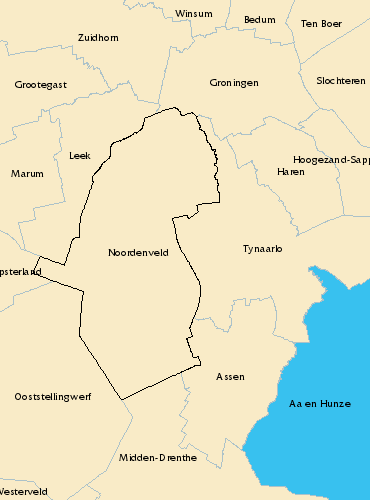 Winsum
Bedum
Ten Boer
Zuidhorn
Grootegast
Groningen
Slochteren
Leek
Hoogezand-Sapp
Marum
Haren
Noordenveld
Tynaarlo
psterland
Assen
Ooststellingwerf
Aa en Hunze
Midden-Drenthe
Westerveld